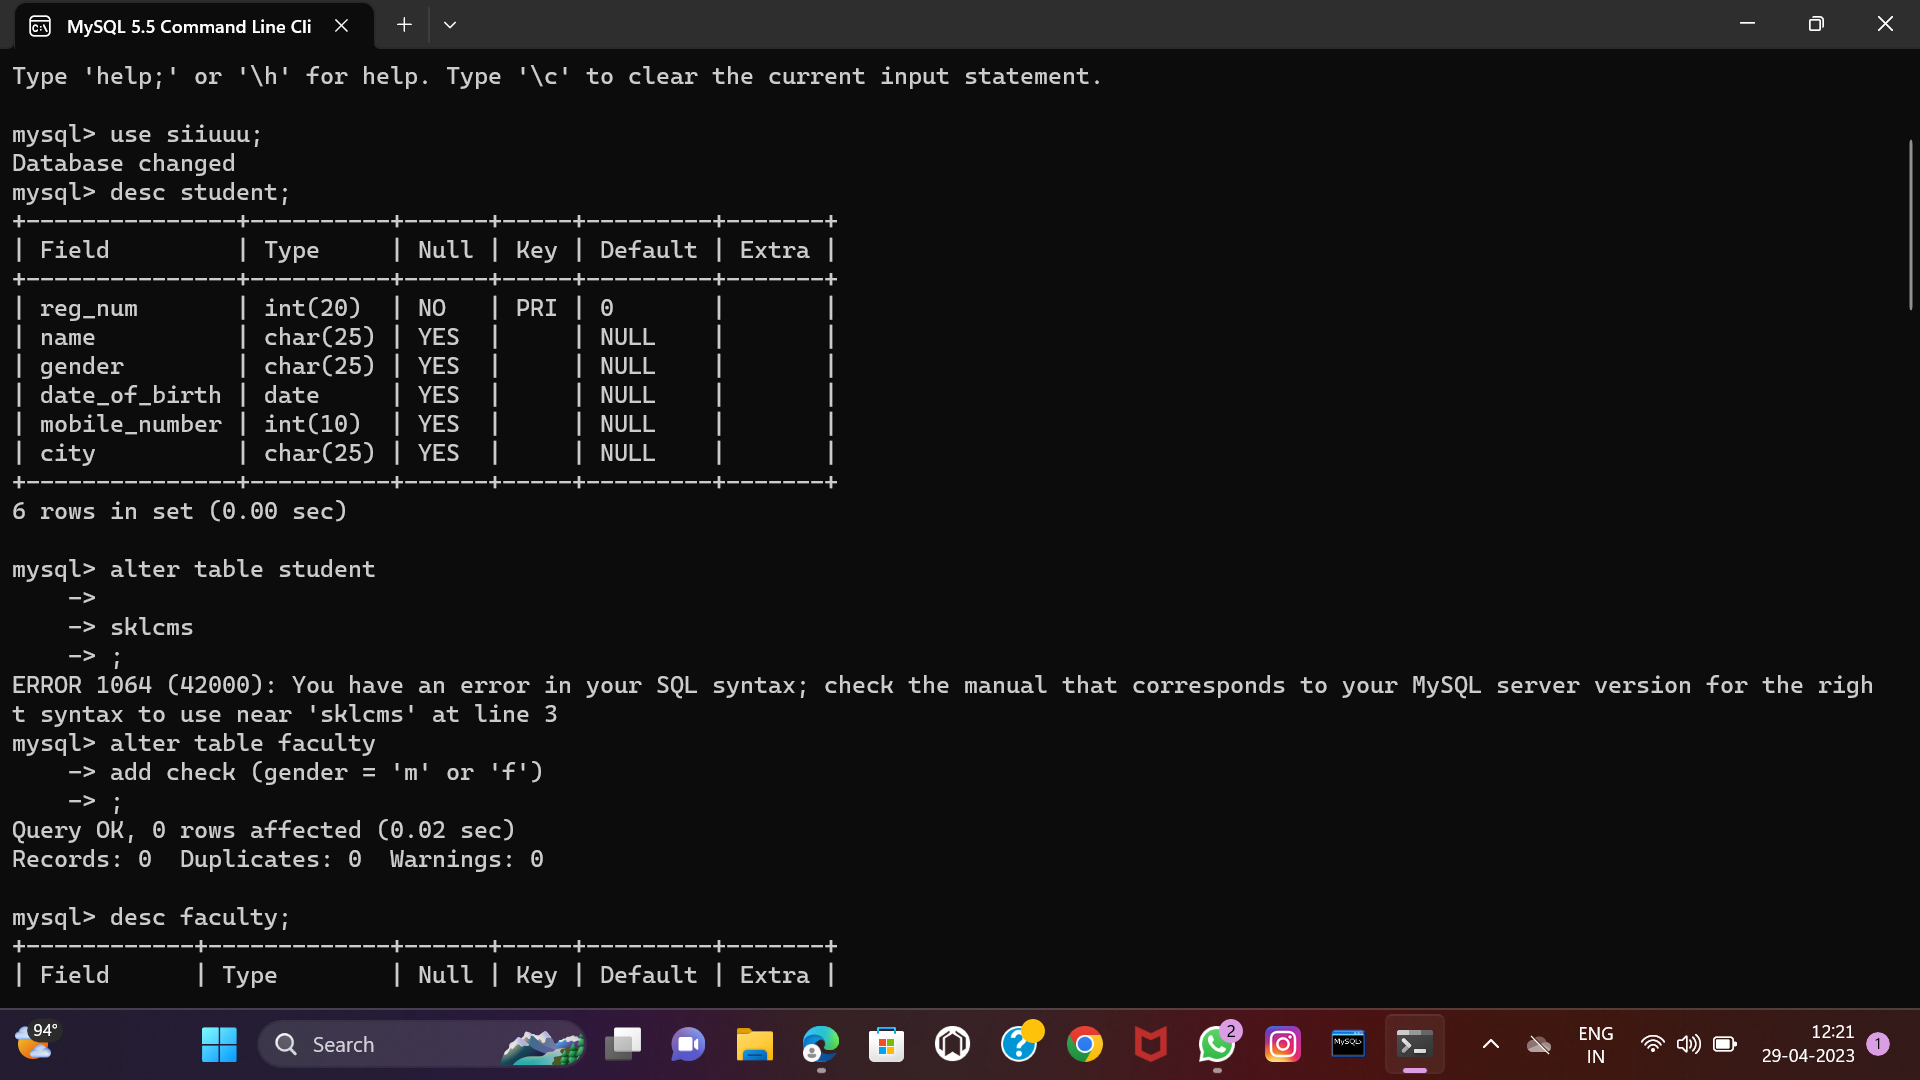 MySQL 5.5 Command Line Cli
Type 'help;' or '\h' for help. Type '\c' to clear the current input statement.
mysql> use siiuuu;
Database changed
mysql> desc student;
+---------------+----------+------+-----+---------+-------+
| Field         | Type     | Null | Key | Default | Extra |
+---------------+----------+------+-----+---------+-------+
| reg_num       | int(20)  | NO   | PRI | 0       |       |
| name          | char(25) | YES  |     | NULL    |       |
| gender        | char(25) | YES  |     | NULL    |       |
| date_of_birth | date     | YES  |     | NULL    |       |
| mobile_number | int(10)  | YES  |     | NULL    |       |
| city          | char(25) | YES  |     | NULL    |       |
+---------------+----------+------+-----+---------+-------+
6 rows in set (0.00 sec)
mysql> alter table student
    ->
    -> sklcms
    -> ;
ERROR 1064 (42000): You have an error in your SQL syntax; check the manual that corresponds to your MySQL server version for the righ
t syntax to use near 'sklcms' at line 3
mysql> alter table faculty
    -> add check (gender = 'm' or 'f')
    -> ;
Query OK, 0 rows affected (0.02 sec)
Records: 0  Duplicates: 0  Warnings: 0
mysql> desc faculty;
+------------+-------------+------+-----+---------+-------+
| Field      | Type        | Null | Key | Default | Extra |
94°
Search
2
MySQL>
ENG
IN
12:21
29-04-2023
1